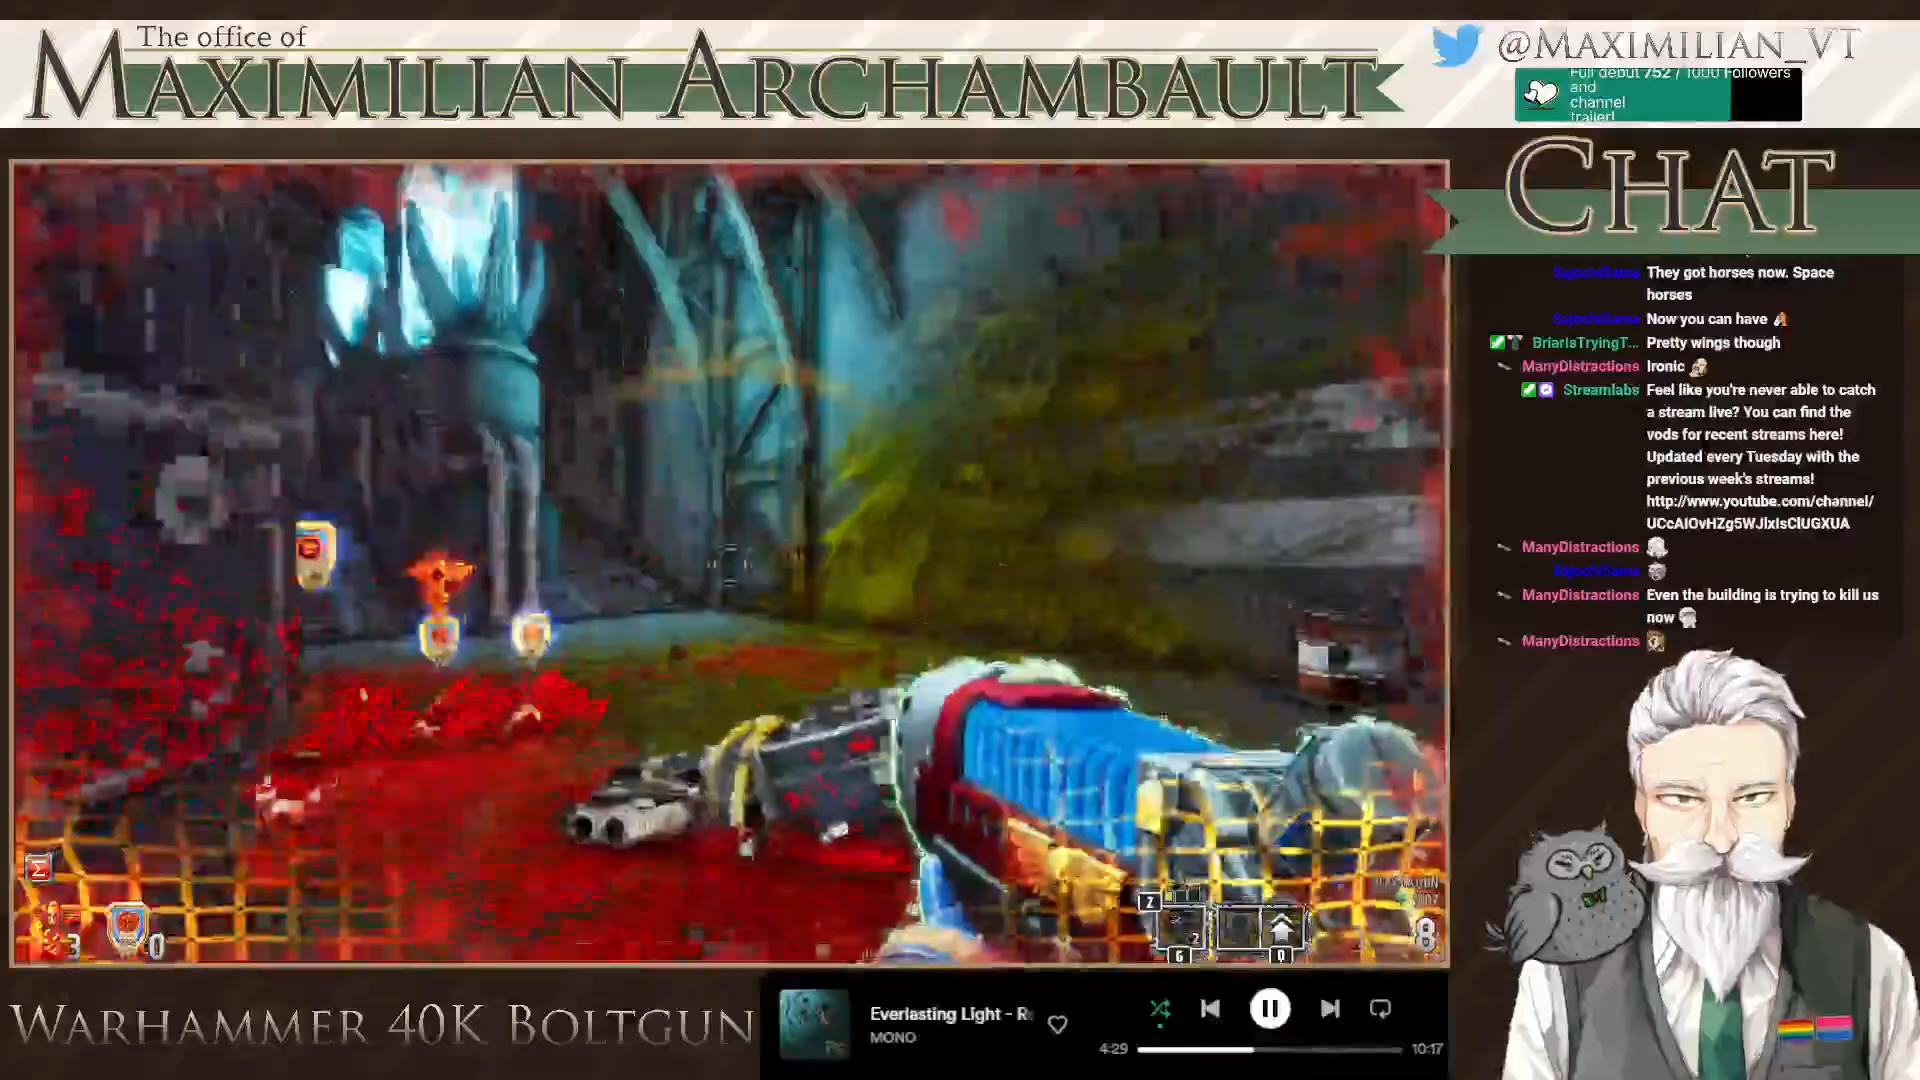 The office of
MAXIMILIAN ARCHAMBAULT
@MAXIMILIAN_VT
Full debut 752 / 1000 Followers
and
channel
trailer!
CHAT
SajochiSama They got horses now. Space
horses
SajochiSama Now you can have
BriarIsTryingT... Pretty wings though
ManyDistractions Ironic
Streamlabs Feel like you're never able to catch
a stream live? You can find the
vods for recent streams here!
Updated every Tuesday with the
previous week's streams!
http://www.youtube.com/channel/
ManyDistractions
SajochiSama
ManyDistractions Even the building is trying to kill us
now
ManyDistractions
Σ
3
0
Z
2
G
Q
8
WARHAMMER 40K BOLTGUN
Everlasting Light - R
MONO
4:29
10:17